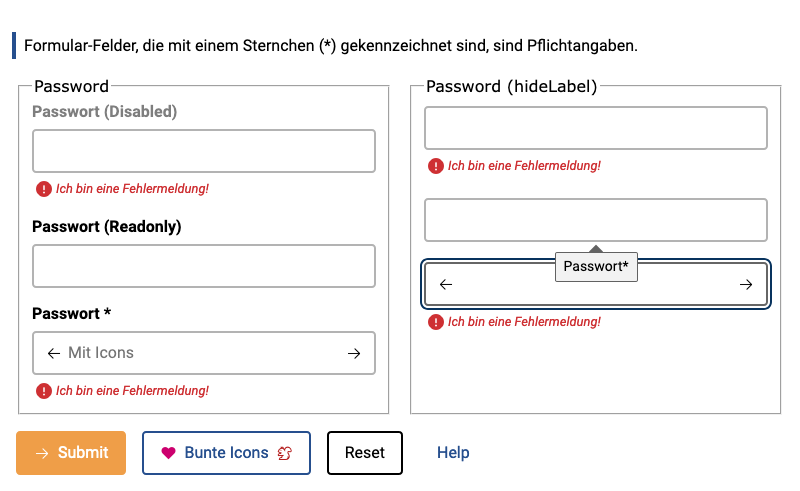 Formular-Felder, die mit einem Sternchen (*) gekennzeichnet sind, sind Pflichtangaben.
Password
Passwort (Disabled)
Ich bin eine Fehlermeldung!
Passwort (Readonly)
Passwort *
Mit Icons
Ich bin eine Fehlermeldung!
Password (hideLabel)
Ich bin eine Fehlermeldung!
Passwort*
Ich bin eine Fehlermeldung!
Submit
Bunte Icons
Reset
Help